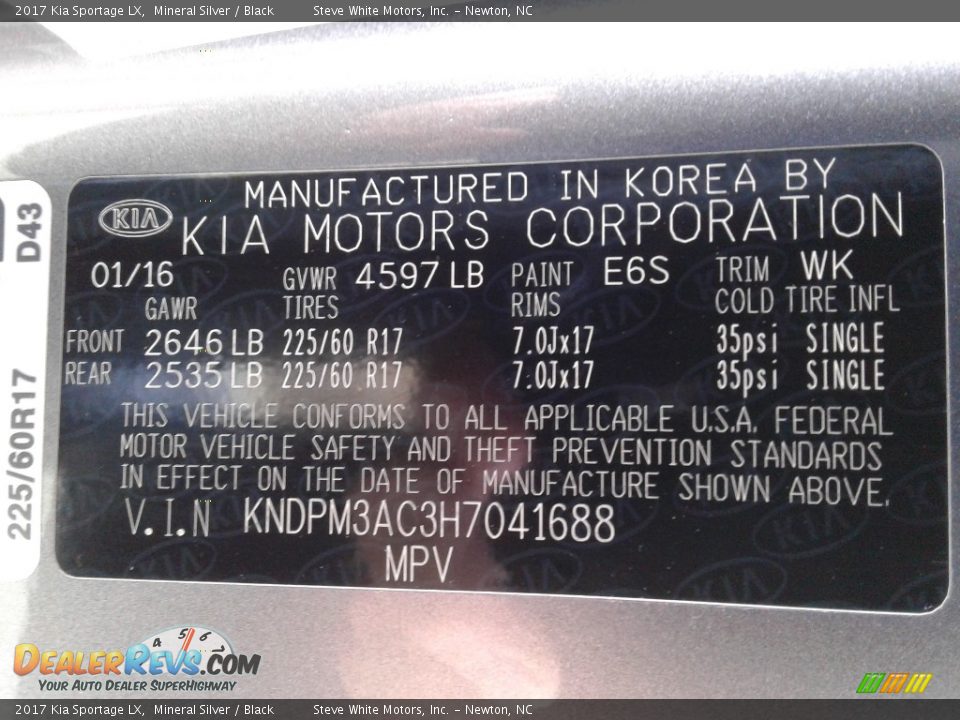 2017 Kia Sportage LX, Mineral Silver / Black Steve White Motors, Inc. – Newton, NC
MANUFACTURED IN KOREA BY
KIA KIA MOTORS CORPORATION
01/16 GVWR 4597 LB PAINT E6S TRIM WK
GAWR TIRES RIMS COLD TIRE INFL
FRONT 2646 LB 225/60 R17 7.0Jx17 35psi SINGLE
REAR 2535 LB 225/60 R17 7.0Jx17 35psi SINGLE
THIS VEHICLE CONFORMS TO ALL APPLICABLE U.S.A. FEDERAL
MOTOR VEHICLE SAFETY AND THEFT PREVENTION STANDARDS
IN EFFECT ON THE DATE OF MANUFACTURE SHOWN ABOVE.
V.I.N KNDPM3AC3H7041688
MPV
225/60R17 D43
4 5 6
DEALERREVS.COM
YOUR AUTO DEALER SUPERHIGHWAY
2017 Kia Sportage LX, Mineral Silver / Black Steve White Motors, Inc. – Newton, NC